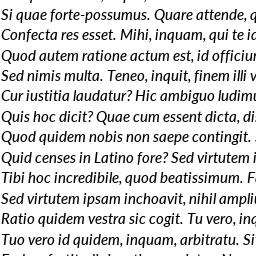 Si quae forte-possumus. Quare attende, q
Confecta res esset. Mihi, inquam, qui te id
Quod autem ratione actum est, id officiu
Sed nimis multa. Teneo, inquit, finem illi v
Cur iustitia laudatur? Hic ambiguo ludimu
Quis hoc dicit? Quae cum essent dicta, di
Quod quidem nobis non saepe contingit.
Quid censes in Latino fore? Sed virtutem i
Tibi hoc incredibile, quod beatissimum. F
Sed virtutem ipsam inchoavit, nihil ampli
Ratio quidem vestra sic cogit. Tu vero, inq
Tuo vero id quidem, inquam, arbitratu. Si